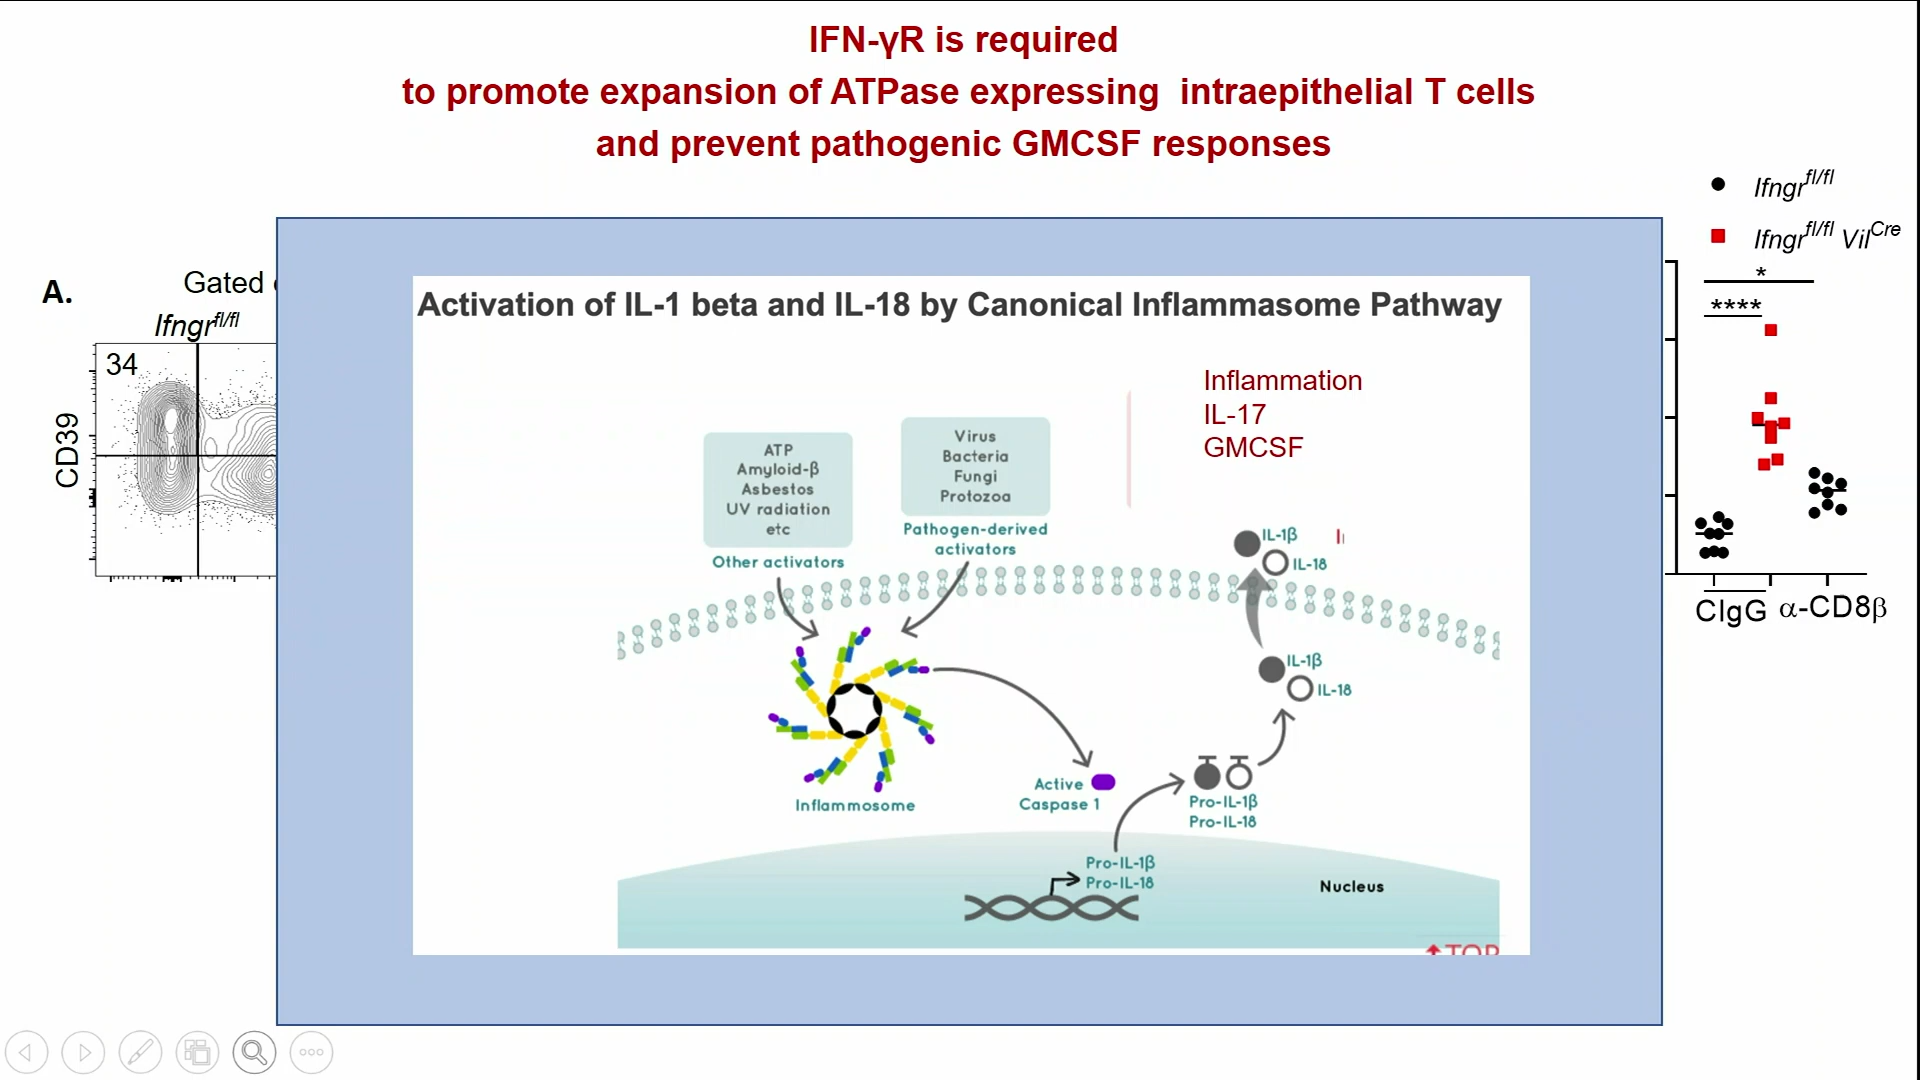 IFN-γR is required
to promote expansion of ATPase expressing intraepithelial T cells
and prevent pathogenic GMCSF responses
Ifngr^fl/fl
Ifngr^fl/fl Vil^Cre
*
****
CIgG α-CD8β
A.
Gated
Ifngr^fl/fl
34
CD39
Activation of IL-1 beta and IL-18 by Canonical Inflammasome Pathway
Inflammation
IL-17
GMCSF
ATP
Amyloid-β
Asbestos
UV radiation
etc
Other activators
Virus
Bacteria
Fungi
Protozoa
Pathogen-derived
activators
IL-1β
IL-18
IL-1β
IL-18
Inflammosome
Active
Caspase 1
Pro-IL-1β
Pro-IL-18
Pro-IL-1β
Pro-IL-18
Nucleus
TOP